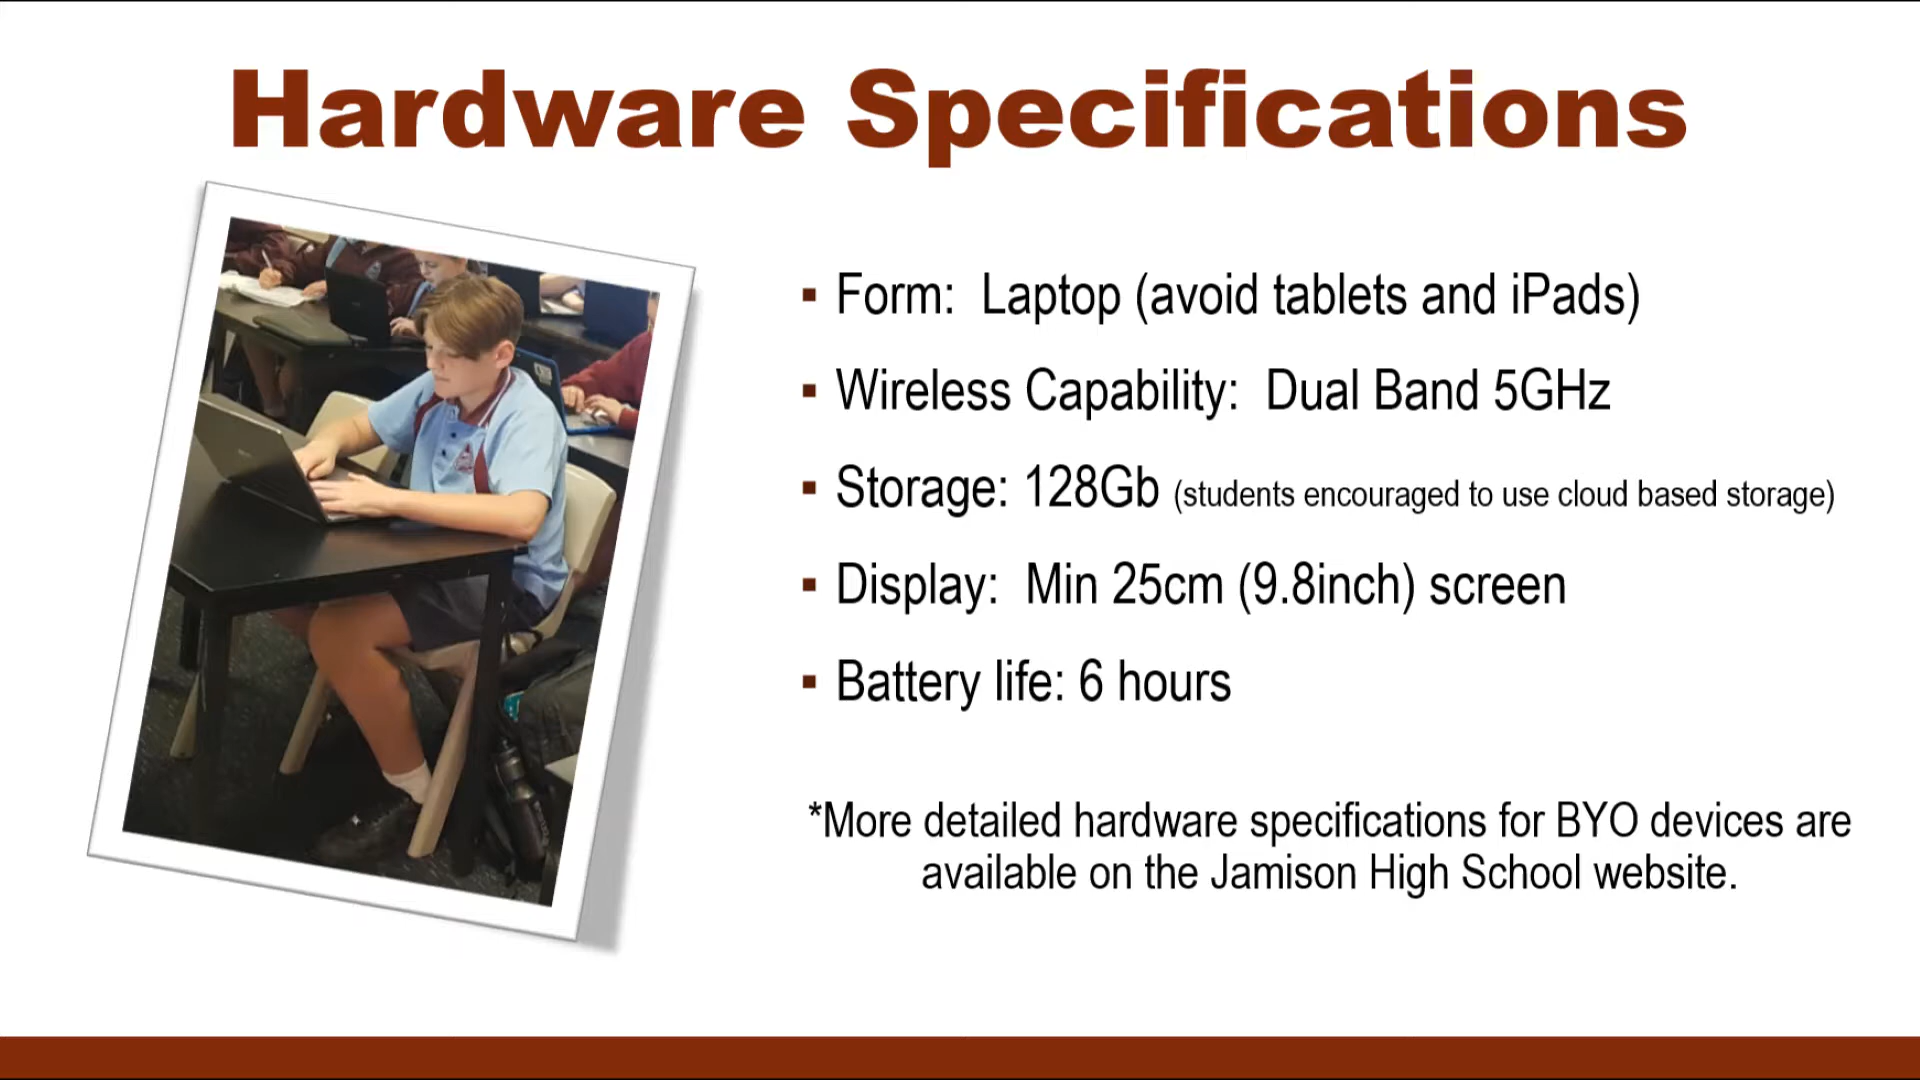 Hardware Specifications
▪ Form:  Laptop (avoid tablets and iPads)
▪ Wireless Capability:  Dual Band 5GHz
▪ Storage: 128Gb (students encouraged to use cloud based storage)
▪ Display:  Min 25cm (9.8inch) screen
▪ Battery life: 6 hours
*More detailed hardware specifications for BYO devices are
available on the Jamison High School website.